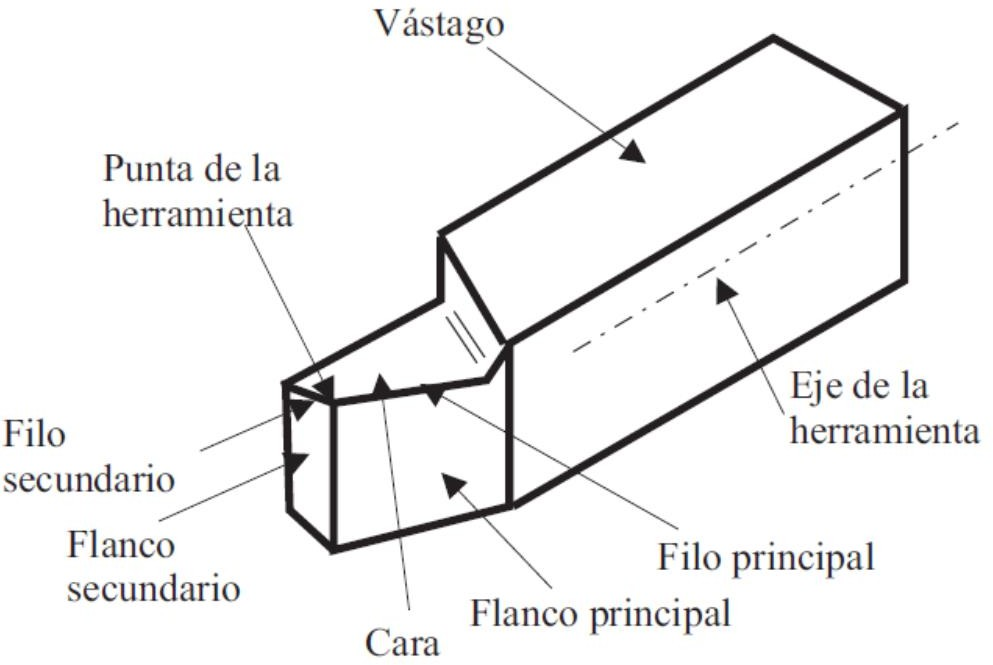 Vástago
Punta de la
herramienta
Eje de la
herramienta
Filo
secundario
Flanco
secundario
Filo principal
Flanco principal
Cara